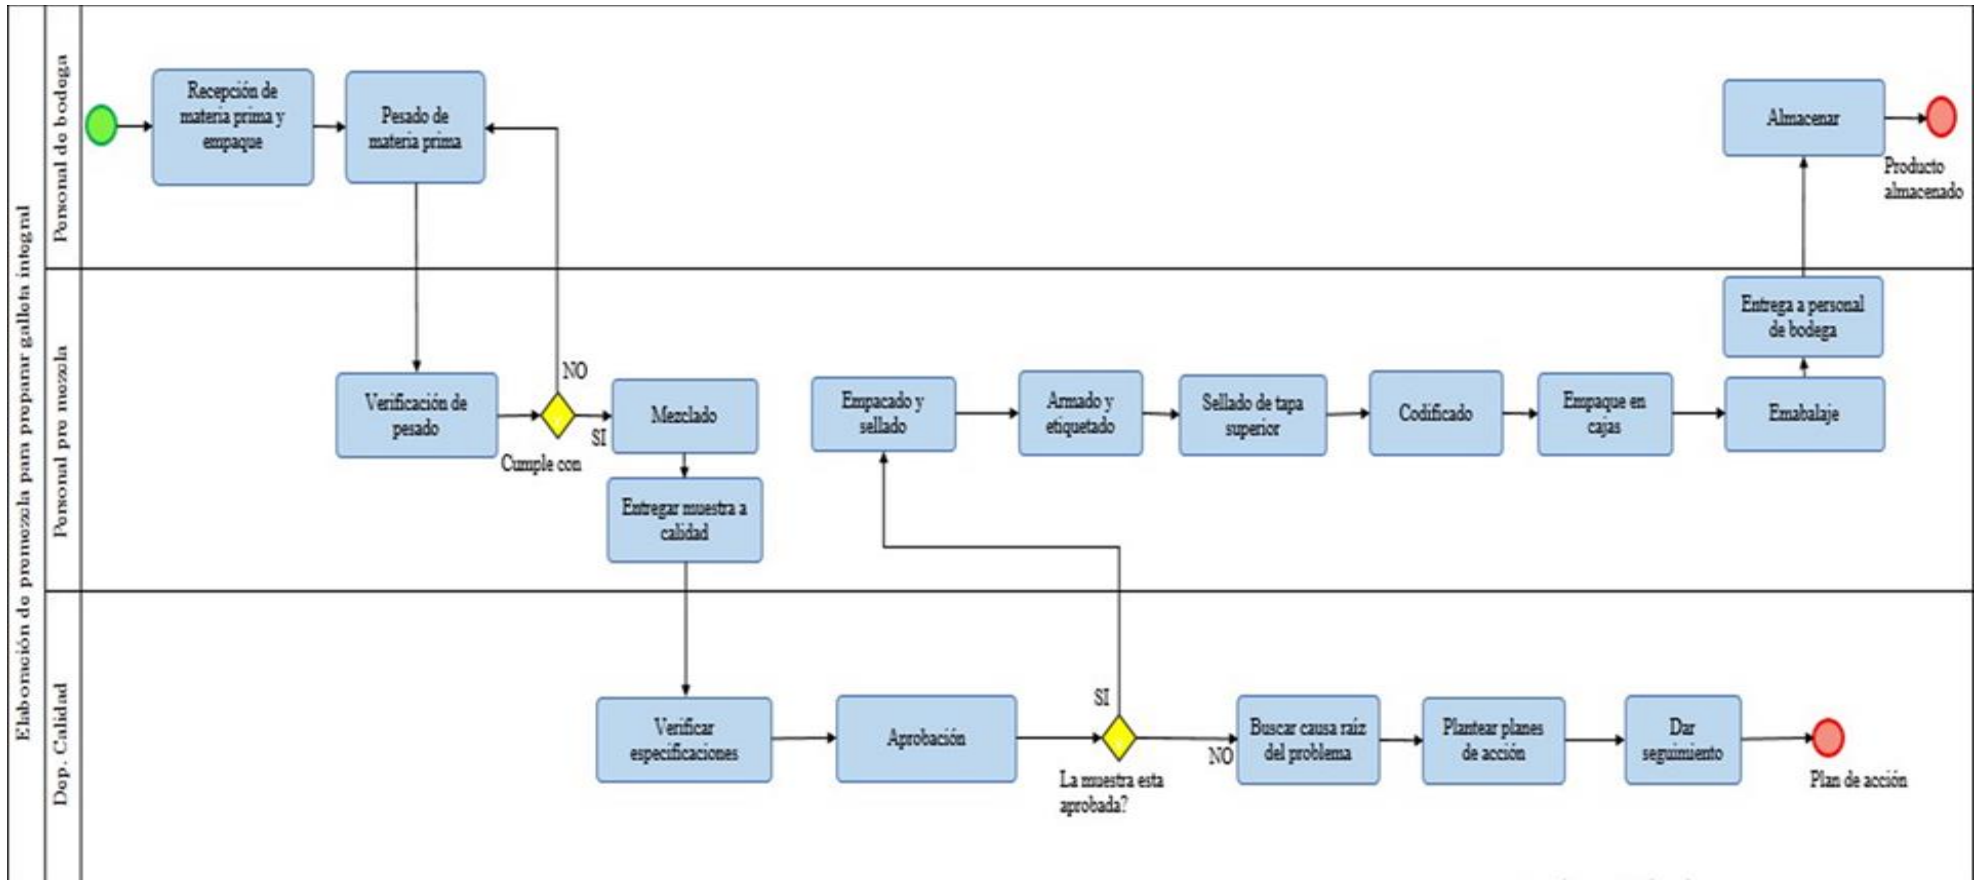 Elaboración de premezcla para preparar galleta integral
Personal de bodega
Recepción de
materia prima y
empaque
Pesado de
materia prima
Almacenar
Producto
almacenado
Personal pre mezcla
Verificación de
pesado
NO
SI
Cumple con
Mezclado
Entregar muestra a
calidad
Empacado y
sellado
Armado y
etiquetado
Sellado de tapa
superior
Codificado
Empaque en
cajas
Emabalaje
Entrega a personal
de bodega
Dep. Calidad
Verificar
especificaciones
Aprobación
SI
NO
La muestra esta
aprobada?
Buscar causa raíz
del problema
Plantear planes
de acción
Dar
seguimiento
Plan de acción